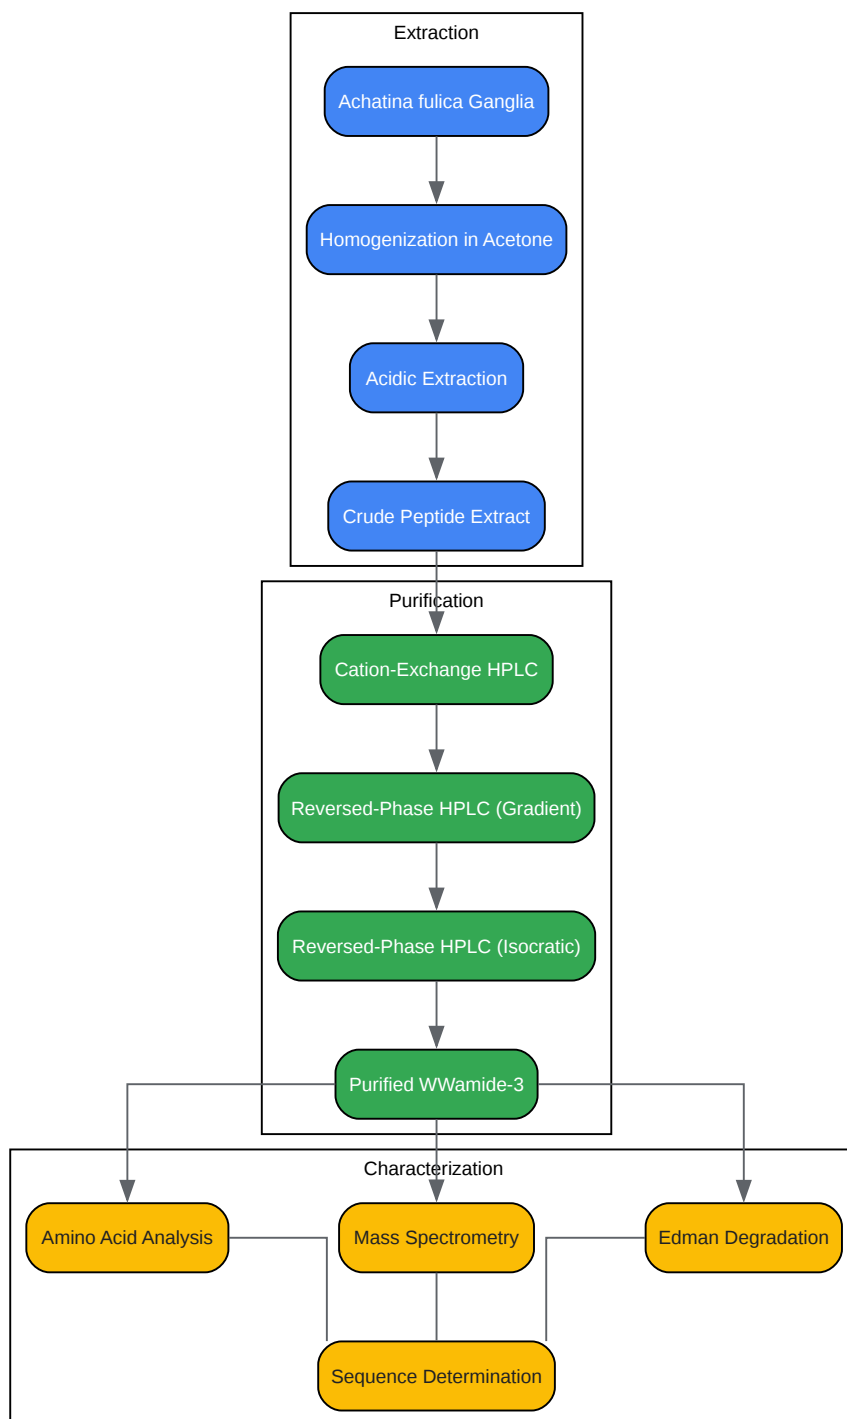 Extraction
Achatina fulica Ganglia
Homogenization in Acetone
Acidic Extraction
Crude Peptide Extract
Purification
Cation-Exchange HPLC
Reversed-Phase HPLC (Gradient)
Reversed-Phase HPLC (Isocratic)
Purified WWamide-3
Characterization
Amino Acid Analysis
Mass Spectrometry
Edman Degradation
Sequence Determination